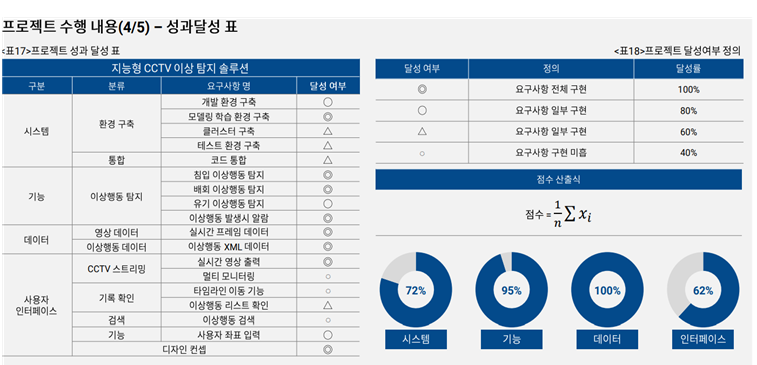 프로젝트 수행 내용(4/5) – 성과달성 표
<표17>프로젝트 성과 달성 표
지능형 CCTV 이상 탐지 솔루션
구분 분류 요구사항 명 달성 여부
시스템 환경 구축 개발 환경 구축 ○
모델링 학습 환경 구축 ◎
클러스터 구축 △
테스트 환경 구축 △
통합 코드 통합 △
기능 이상행동 탐지 침입 이상행동 탐지 ◎
배회 이상행동 탐지 ◎
유기 이상행동 탐지 ○
이상행동 발생시 알람 ◎
데이터 영상 데이터 실시간 프레임 데이터 ◎
이상행동 데이터 이상행동 XML 데이터 ◎
사용자 인터페이스 CCTV 스트리밍 실시간 영상 출력 ◎
멀티 모니터링 ○
기록 확인 타임라인 이동 기능 ○
이상행동 리스트 확인 △
검색 이상행동 검색 ○
기능 사용자 좌표 입력 ○
디자인 컨셉 ◎
<표18>프로젝트 달성여부 정의
달성 여부 정의 달성률
◎ 요구사항 전체 구현 100%
○ 요구사항 일부 구현 80%
△ 요구사항 일부 구현 60%
○ 요구사항 구현 미흡 40%
점수 산출식
점수 = 1/n ∑ xᵢ
72% 95% 100% 62%
시스템 기능 데이터 인터페이스